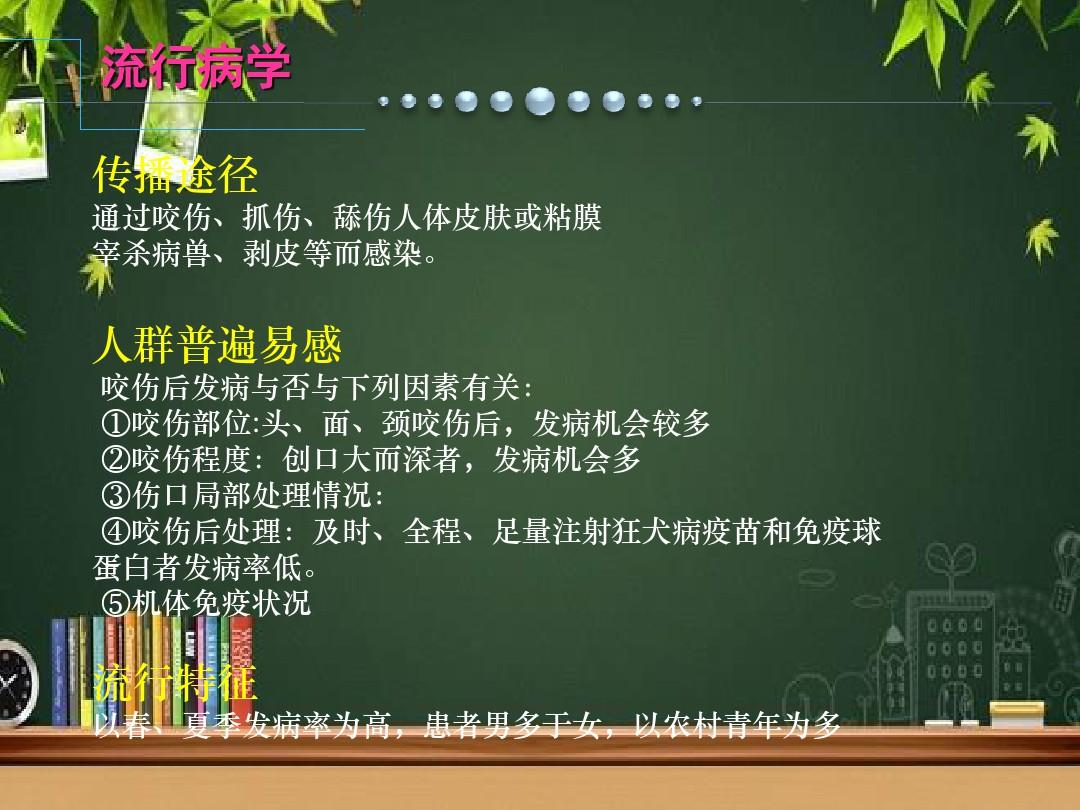 流行病学
传播途径
通过咬伤、抓伤、舔伤人体皮肤或粘膜
宰杀病兽、剥皮等而感染。
人群普遍易感
咬伤后发病与否与下列因素有关：
①咬伤部位:头、面、颈咬伤后，发病机会较多
②咬伤程度：创口大而深者，发病机会多
③伤口局部处理情况：
④咬伤后处理：及时、全程、足量注射狂犬病疫苗和免疫球
蛋白者发病率低。
⑤机体免疫状况
流行特征
以春、夏季发病率为高，患者男多于女，以农村青年为多